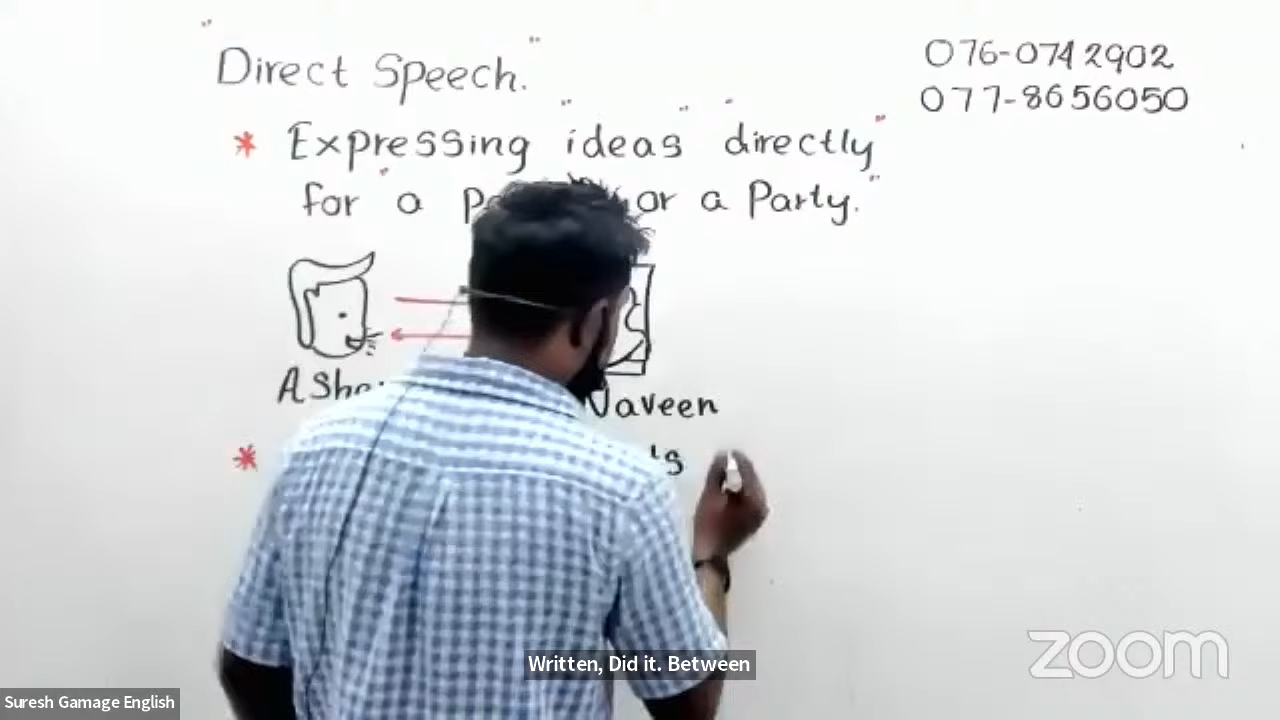 "Direct Speech."
076-0742902
077-8656050
* Expressing "ideas" "directly"
for "a or a Party."
Naveen
*
Written, Did it. Between
zoom
Suresh Gamage English